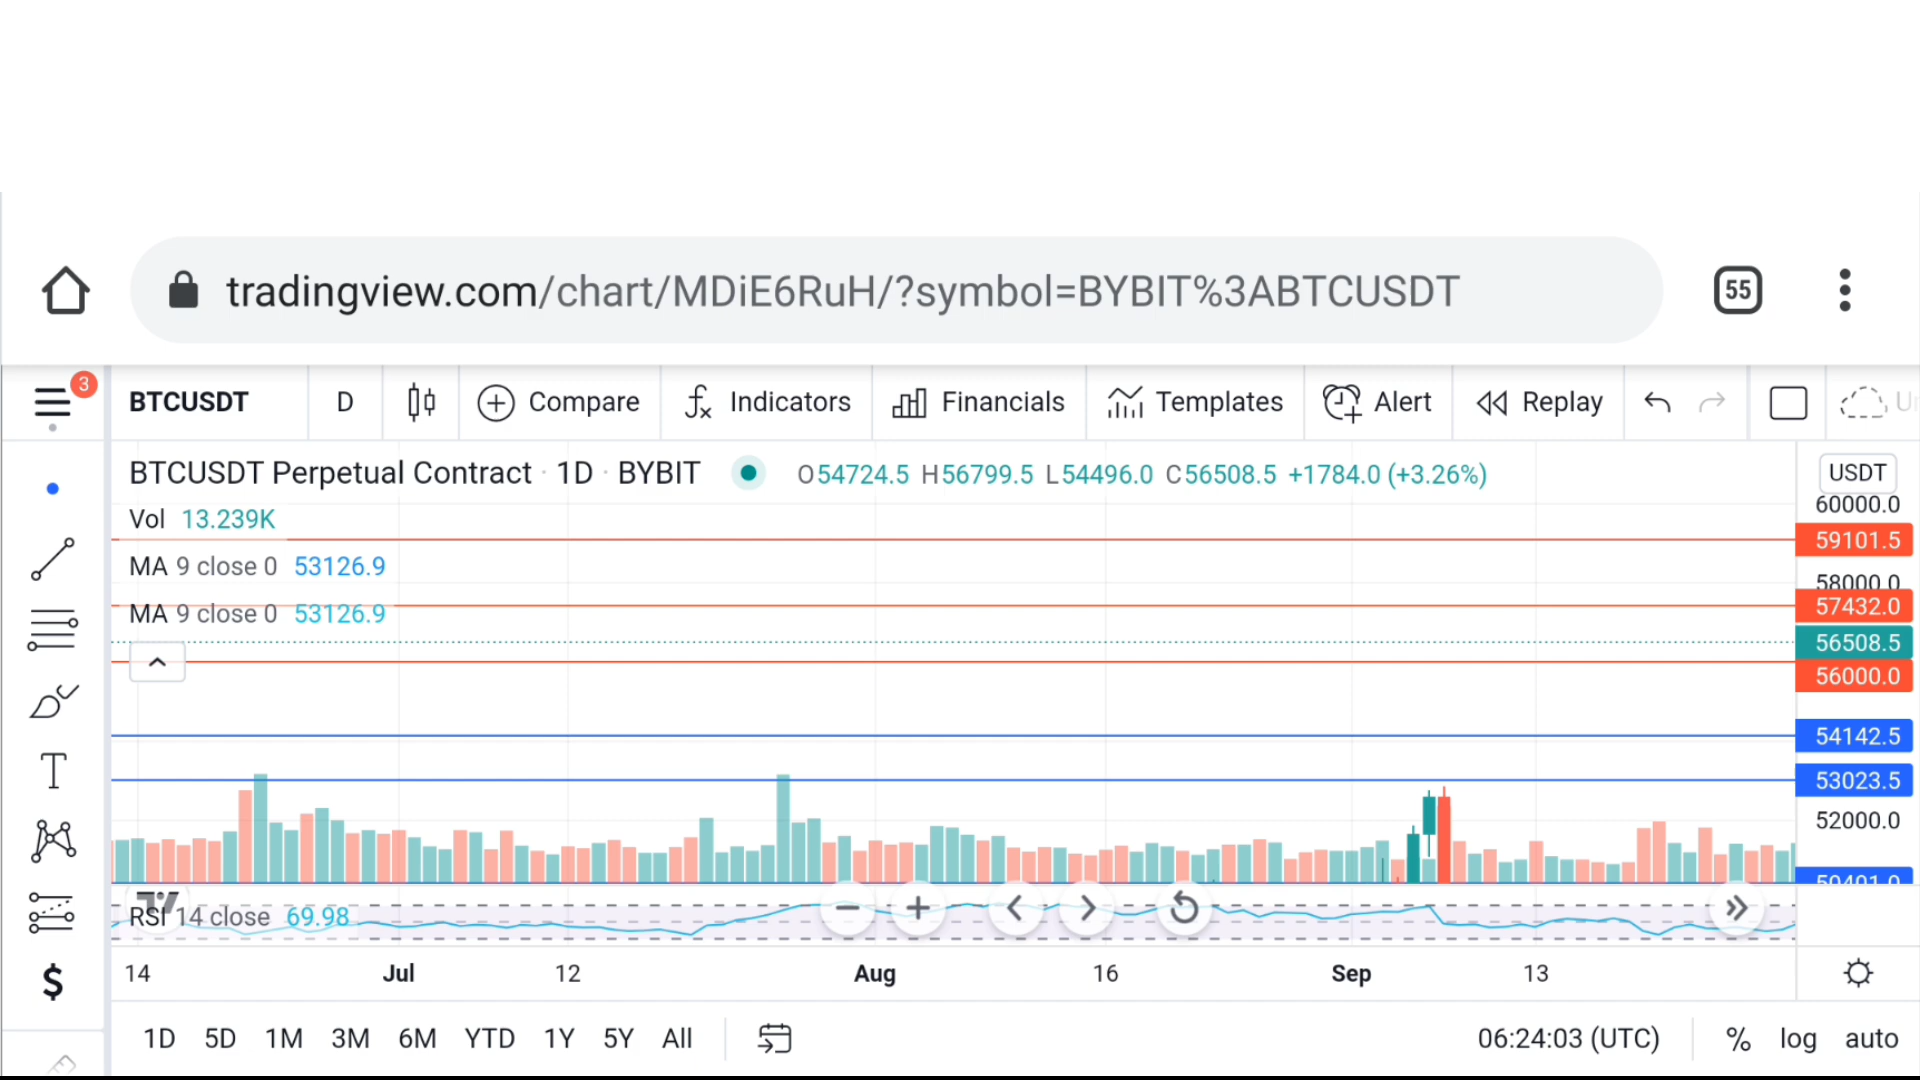 tradingview.com/chart/MDiE6RuH/?symbol=BYBIT%3ABTCUSDT 55
3
BTCUSDT D Compare Indicators Financials Templates Alert Replay
BTCUSDT Perpetual Contract · 1D · BYBIT O54724.5 H56799.5 L54496.0 C56508.5 +1784.0 (+3.26%) USDT
60000.0
Vol 13.239K
59101.5
MA 9 close 0 53126.9
58000.0
MA 9 close 0 53126.9
57432.0
56508.5
56000.0
54142.5
53023.5
52000.0
50401.0
RSI 14 close 69.98
14 Jul 12 Aug 16 Sep 13
1D 5D 1M 3M 6M YTD 1Y 5Y All 06:24:03 (UTC) % log auto